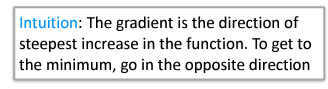 Intuition: The gradient is the direction of
steepest increase in the function. To get to
the minimum, go in the opposite direction